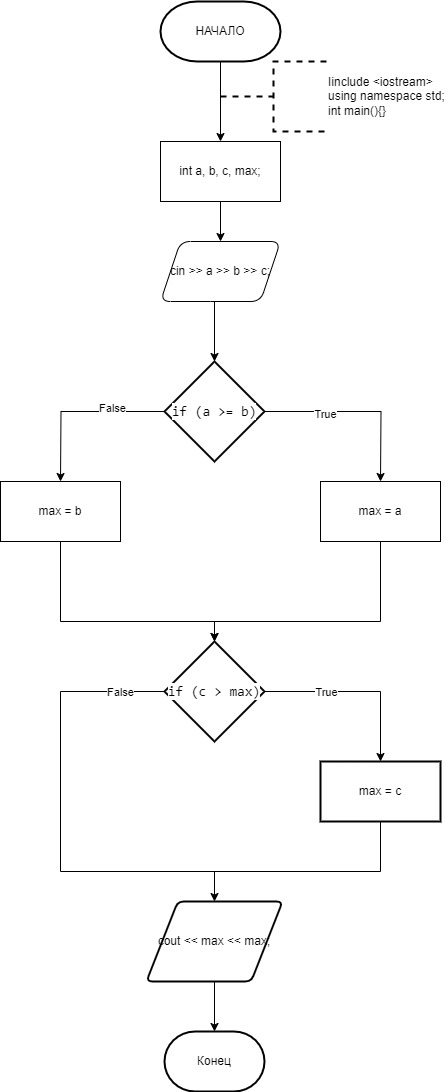 НАЧАЛО
Iinclude <iostream>
using namespace std;
int main(){}
int a, b, c, max;
cin >> a >> b >> c;
if (a >= b)
False
True
max = b
max = a
if (c > max)
False
True
max = c
cout << max << max;
Конец